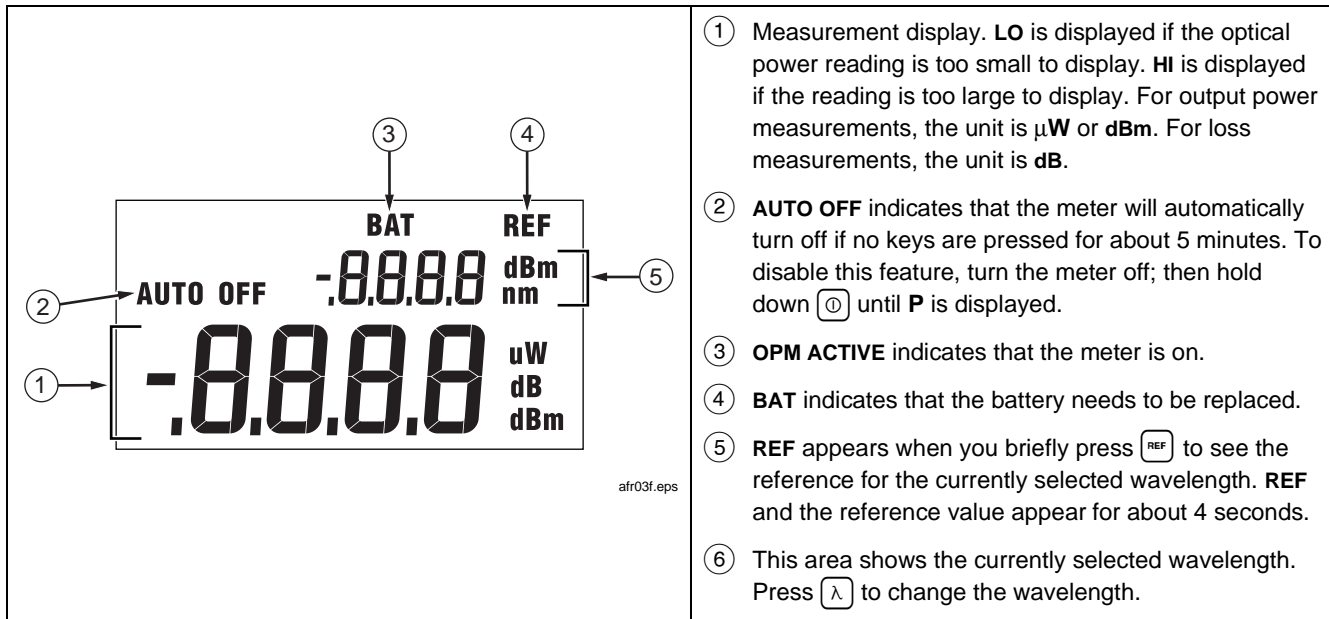 3 4
BAT REF
-.8.8.8.8 dBm
nm
5
2
AUTO OFF
1
-.8.8.8.8 uW
dB
dBm
afr03f.eps
1 Measurement display. LO is displayed if the optical
power reading is too small to display. HI is displayed
if the reading is too large to display. For output power
measurements, the unit is μW or dBm. For loss
measurements, the unit is dB.
2 AUTO OFF indicates that the meter will automatically
turn off if no keys are pressed for about 5 minutes. To
disable this feature, turn the meter off; then hold
down until P is displayed.
3 OPM ACTIVE indicates that the meter is on.
4 BAT indicates that the battery needs to be replaced.
5 REF appears when you briefly press REF to see the
reference for the currently selected wavelength. REF
and the reference value appear for about 4 seconds.
6 This area shows the currently selected wavelength.
Press λ to change the wavelength.